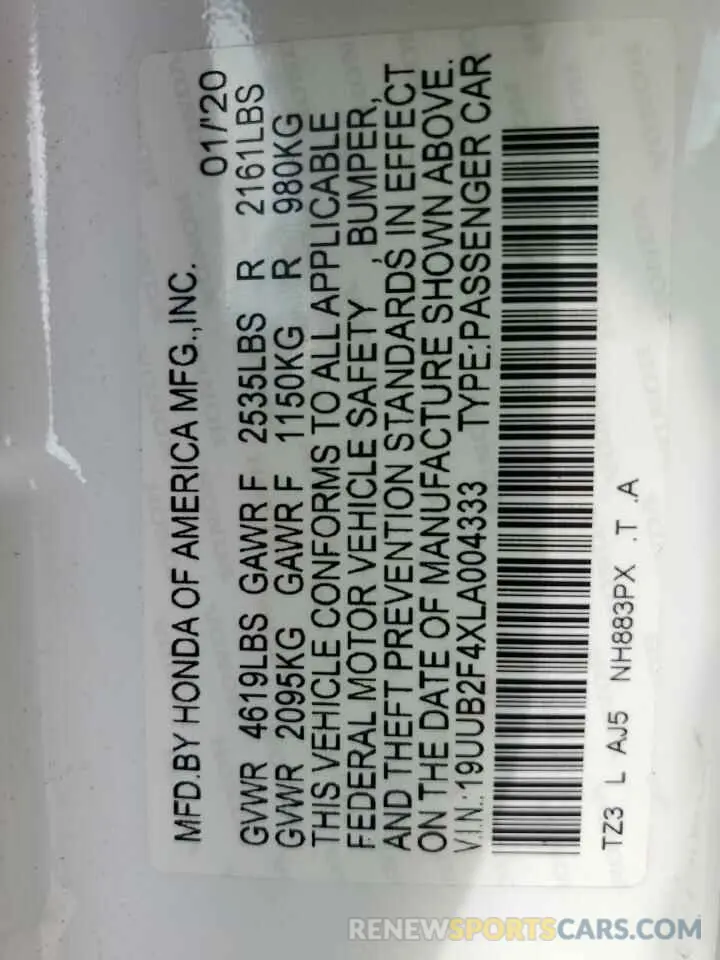 MFD.BY HONDA OF AMERICA MFG.,INC. 01/'20
GVWR 4619LBS GAWR F 2535LBS R 2161LBS
GVWR 2095KG GAWR F 1150KG R 980KG
THIS VEHICLE CONFORMS TO ALL APPLICABLE
FEDERAL MOTOR VEHICLE SAFETY , BUMPER,
AND THEFT PREVENTION STANDARDS IN EFFECT
ON THE DATE OF MANUFACTURE SHOWN ABOVE.
V.I.N.:19UUB2F4XLA004333 TYPE:PASSENGER CAR
TZ3 L AJ5 NH883PX .T .A
RENEWSPORTSCARS.COM